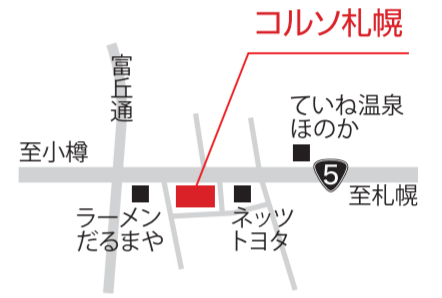 コルソ札幌
富丘通
ていね温泉
ほのか
至小樽
5
至札幌
ラーメン
だるまや
ネッツ
トヨタ